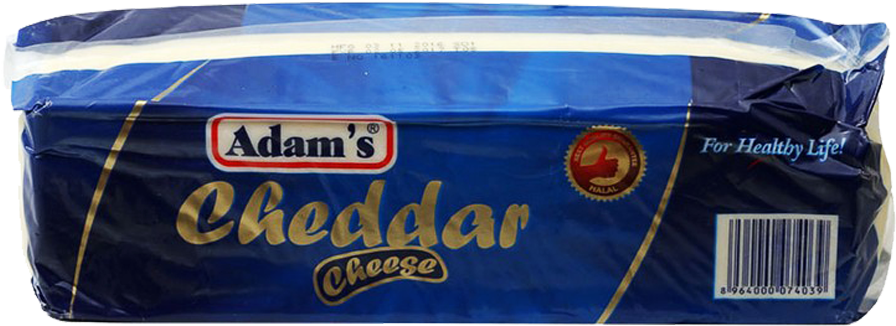 Adam's®
Cheddar
Cheese
HALAL
For Healthy Life!
8 964000 074039